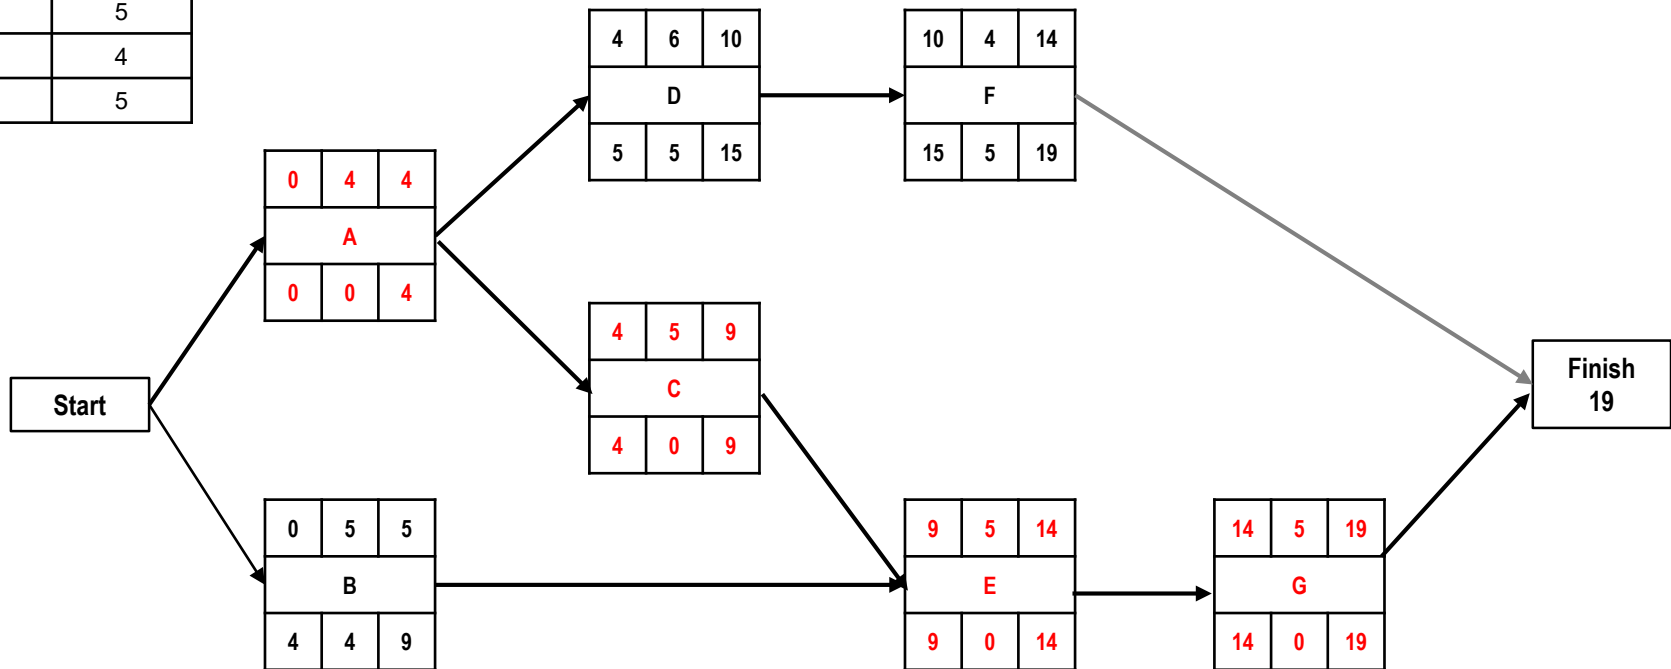 5
4
5
4 6 10
D
5 5 15
10 4 14
F
15 5 19
0 4 4
A
0 0 4
4 5 9
C
4 0 9
Start
Finish
19
0 5 5
B
4 4 9
9 5 14
E
9 0 14
14 5 19
G
14 0 19